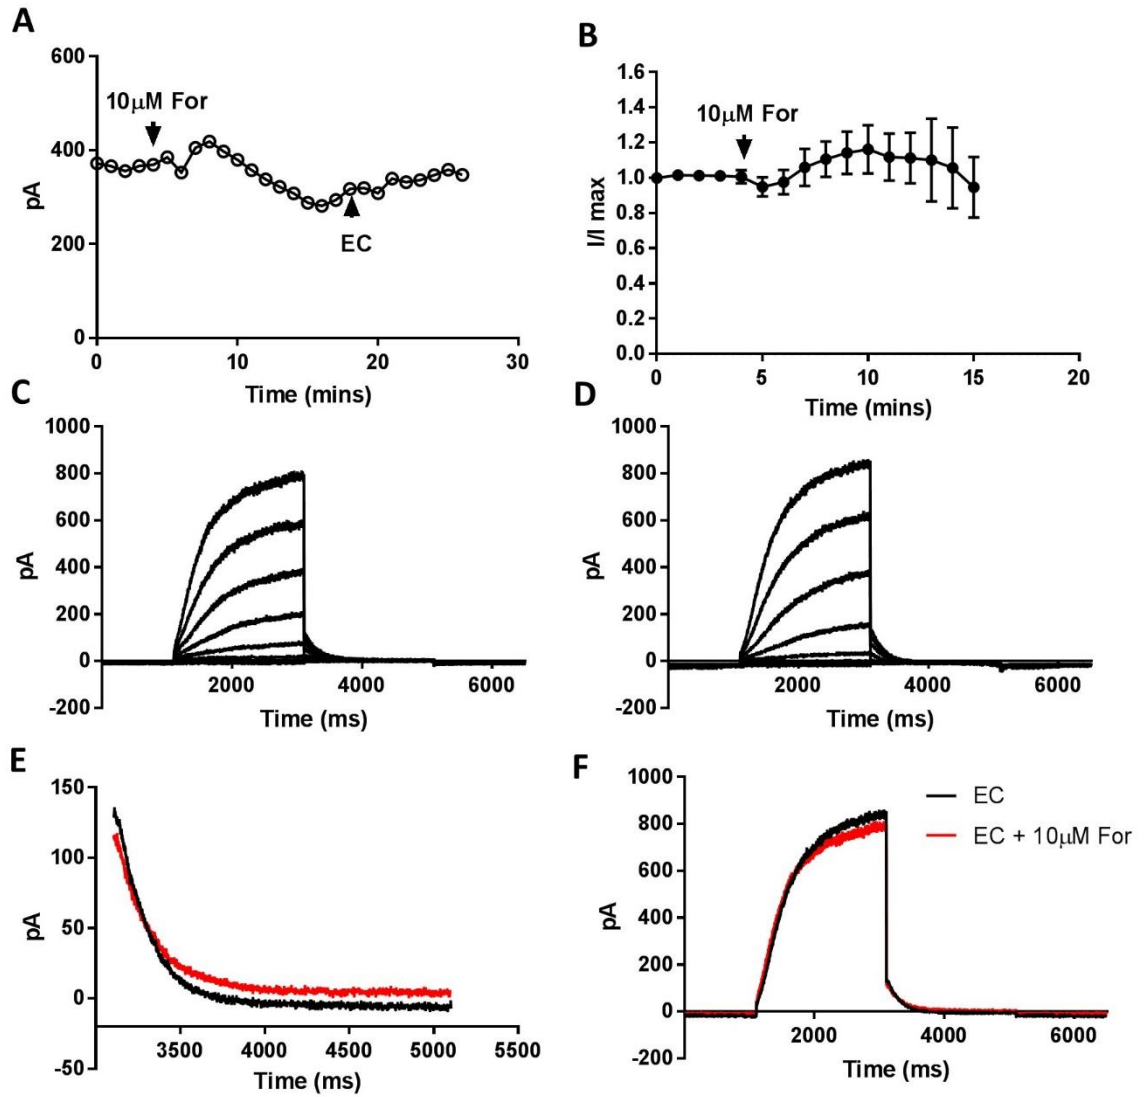 A
600
400
200
0
pA
10μM For
EC
0
10
20
30
Time (mins)
B
1.6
1.4
1.2
1.0
0.8
0.6
0.4
0.2
0.0
I/I max
10μM For
0
5
10
15
20
Time (mins)
C
1000
800
600
400
200
0
-200
pA
2000
4000
6000
Time (ms)
D
1000
800
600
400
200
0
-200
pA
2000
4000
6000
Time (ms)
E
150
100
50
0
-50
pA
3500
4000
4500
5000
5500
Time (ms)
F
1000
800
600
400
200
0
-200
pA
EC
EC + 10μM For
2000
4000
6000
Time (ms)